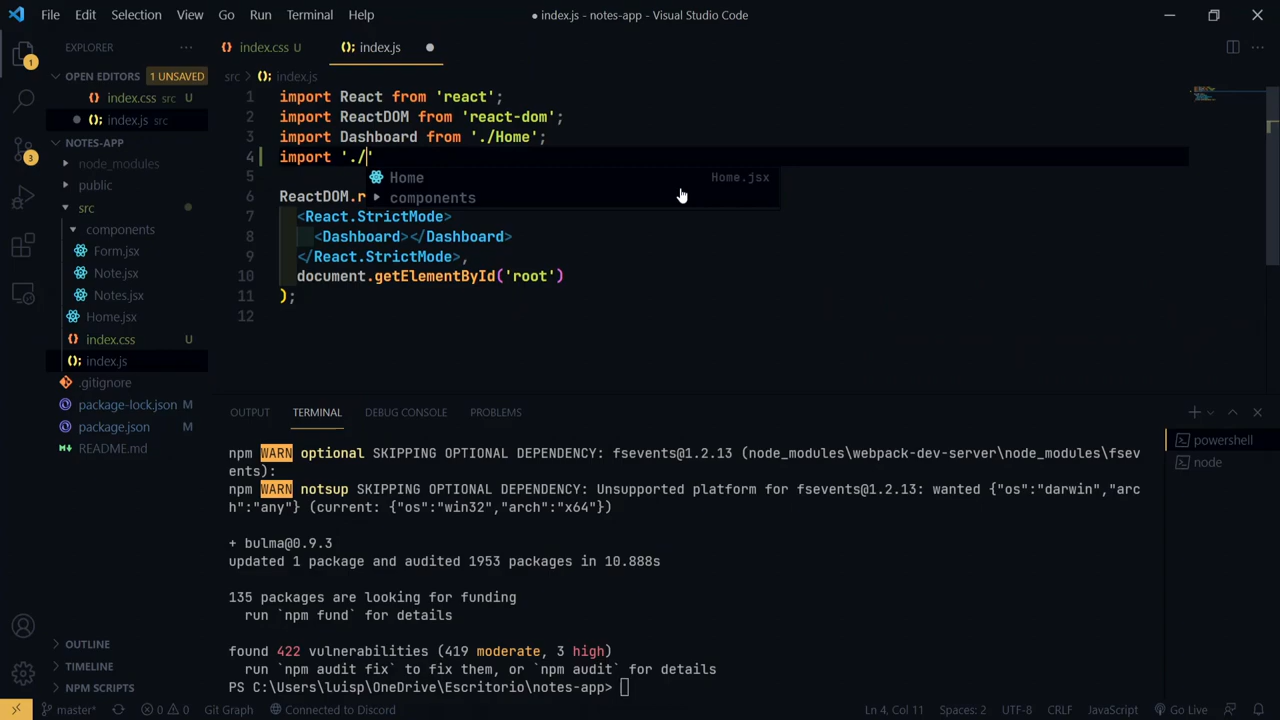 File Edit Selection View Go Run Terminal Help
● index.js - notes-app - Visual Studio Code
EXPLORER
OPEN EDITORS 1 UNSAVED
index.css src U
index.js src
NOTES-APP
node_modules
public
src
components
Form.jsx
Note.jsx
Notes.jsx
Home.jsx
index.css U
index.js
.gitignore
package-lock.json M
package.json M
README.md
OUTLINE
TIMELINE
NPM SCRIPTS
1
3
index.css U
index.js
src > index.js
1 import React from 'react';
2 import ReactDOM from 'react-dom';
3 import Dashboard from './Home';
4 import './'
Home Home.jsx
components
5
6 ReactDOM.r
7 <React.StrictMode>
8 <Dashboard></Dashboard>
9 </React.StrictMode>,
10 document.getElementById('root')
11 );
12
OUTPUT TERMINAL DEBUG CONSOLE PROBLEMS
powershell
node
npm WARN optional SKIPPING OPTIONAL DEPENDENCY: fsevents@1.2.13 (node_modules\webpack-dev-server\node_modules\fsev
ents):
npm WARN notsup SKIPPING OPTIONAL DEPENDENCY: Unsupported platform for fsevents@1.2.13: wanted {"os":"darwin","arc
h":"any"} (current: {"os":"win32","arch":"x64"})
+ bulma@0.9.3
updated 1 package and audited 1953 packages in 10.888s
135 packages are looking for funding
run `npm fund` for details
found 422 vulnerabilities (419 moderate, 3 high)
run `npm audit fix` to fix them, or `npm audit` for details
PS C:\Users\luisp\OneDrive\Escritorio\notes-app>
master* 0 0 Git Graph Connected to Discord Ln 4, Col 11 Spaces: 2 UTF-8 CRLF JavaScript Go Live